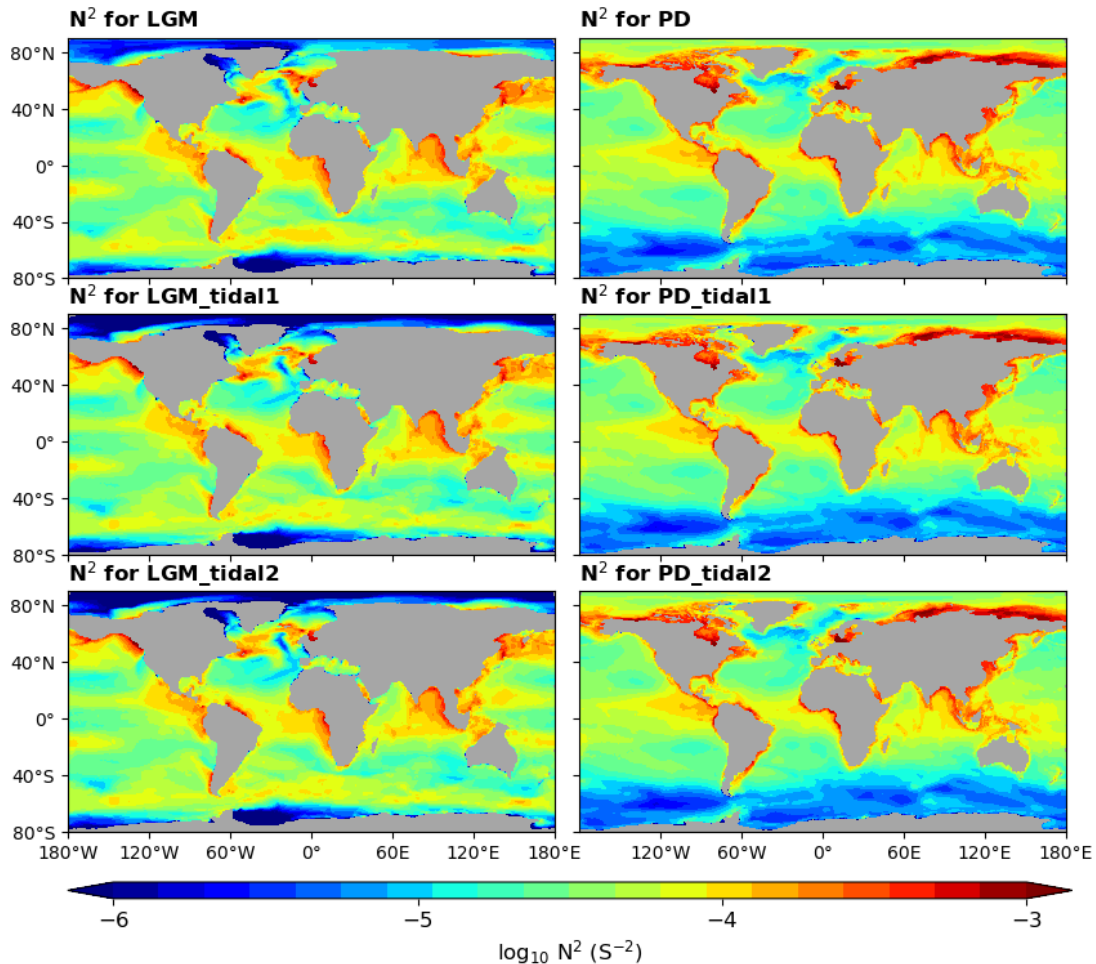 N² for LGM
N² for PD
80°N
40°N
0°
40°S
80°S
N² for LGM_tidal1
N² for PD_tidal1
80°N
40°N
0°
40°S
80°S
N² for LGM_tidal2
N² for PD_tidal2
80°N
40°N
0°
40°S
80°S
180°W 120°W 60°W 0° 60E 120°E 180°E 120°W 60°W 0° 60E 120°E 180°E
−6 −5 −4 −3
log₁₀ N² (S⁻²)